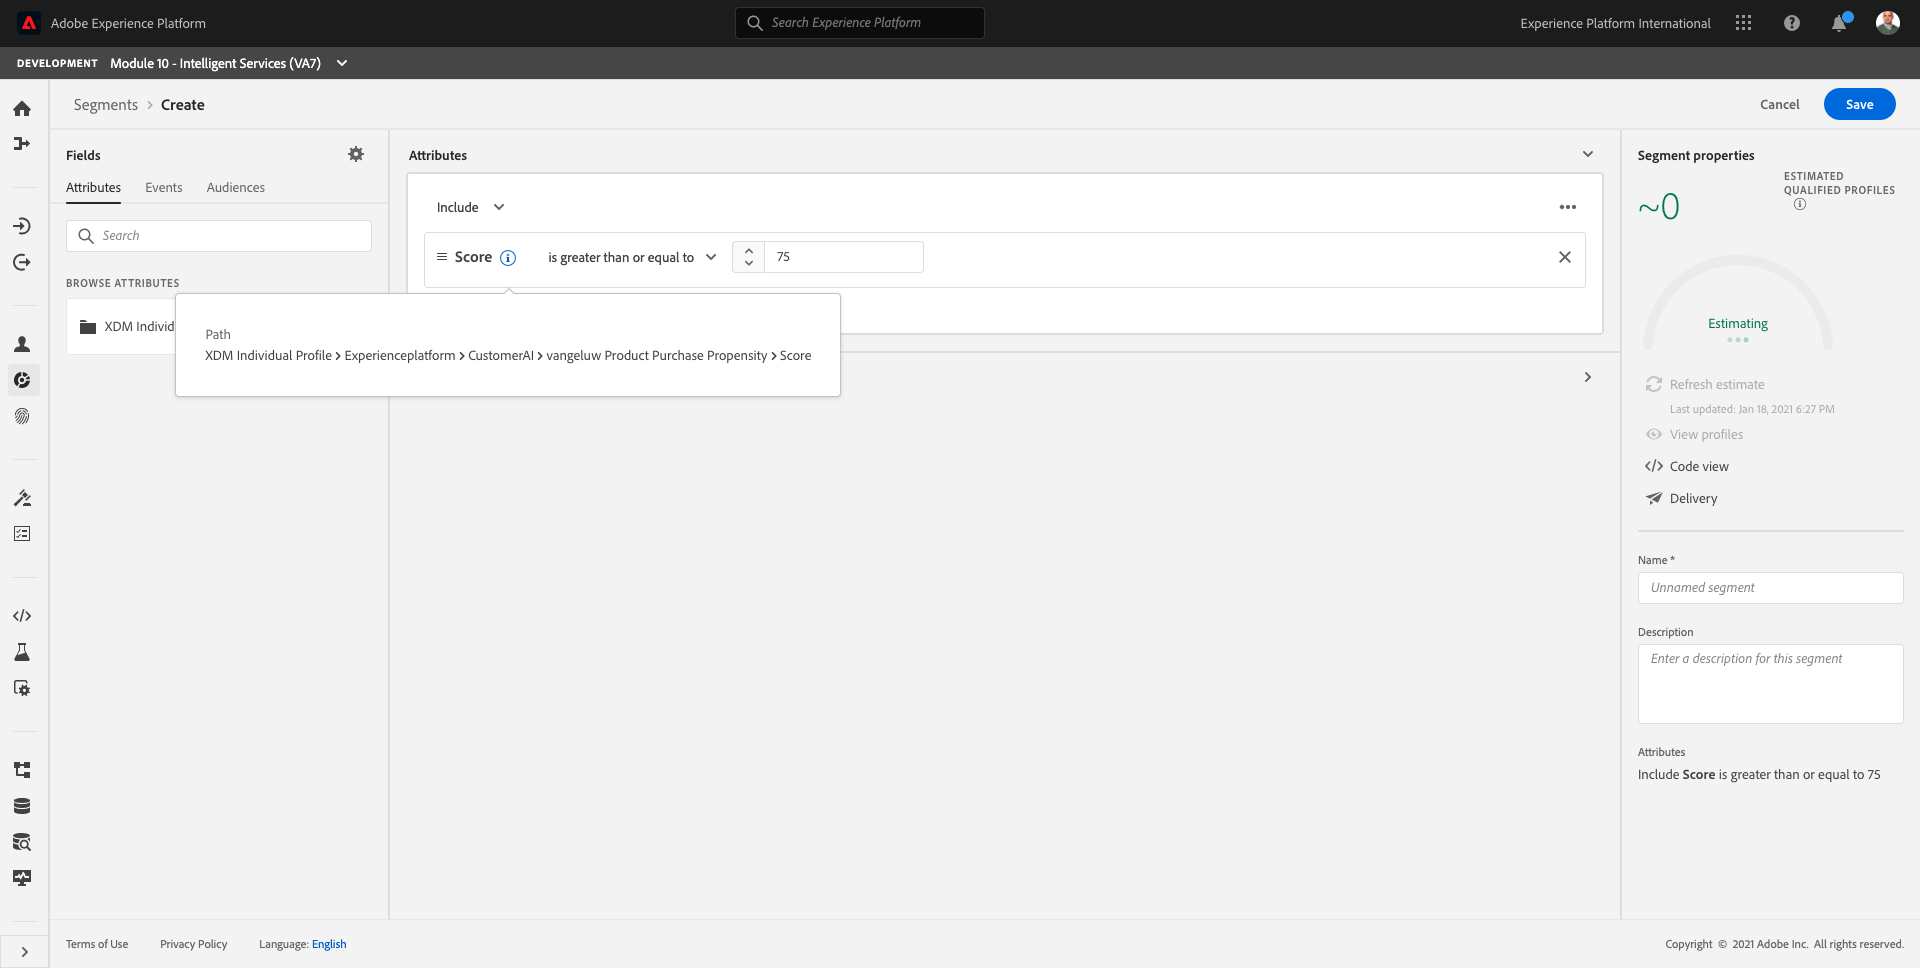 Adobe Experience Platform
Search Experience Platform
Experience Platform International
DEVELOPMENT Module 10 - Intelligent Services (VA7)
Segments > Create
Cancel
Save
Fields
Attributes Events Audiences
Search
BROWSE ATTRIBUTES
XDM Individ
Attributes
Include
Score is greater than or equal to 75
Path
XDM Individual Profile > Experienceplatform > CustomerAI > vangeluw Product Purchase Propensity > Score
Segment properties
~0
ESTIMATED
QUALIFIED PROFILES
Estimating
Refresh estimate
Last updated: Jan 18, 2021 6:27 PM
View profiles
</> Code view
Delivery
Name *
Unnamed segment
Description
Enter a description for this segment
Attributes
Include Score is greater than or equal to 75
Terms of Use Privacy Policy Language: English
Copyright © 2021 Adobe Inc. All rights reserved.